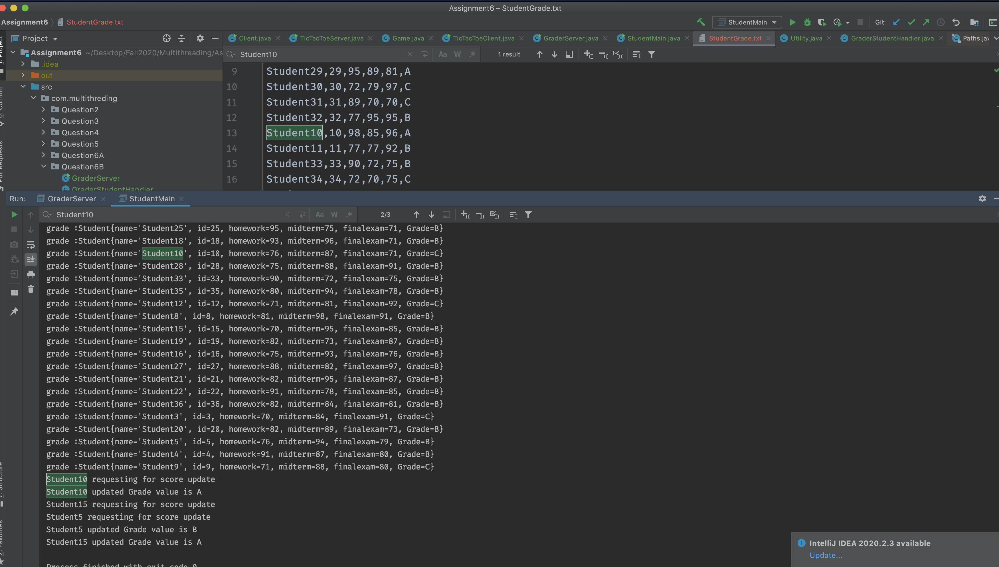 Assignment6 – StudentGrade.txt
Assignment6 StudentGrade.txt
StudentMain
Git:
Project
Client.java
TicTacToeServer.java
Game.java
TicTacToeClient.java
GraderServer.java
StudentMain.java
StudentGrade.txt
Utility.java
GraderStudentHandler.java
Paths.jav
1: Project
0: Commit
Pull Requests
Assignment6 ~/Desktop/Fall2020/Multithreading/As
.idea
out
src
com.multithreding
Question2
Question3
Question4
Question5
Question6A
Question6B
GraderServer
GraderStudentHandler
Student10
Aa W .*
1 result
9 Student29,29,95,89,81,A
10 Student30,30,72,79,97,C
11 Student31,31,89,70,70,C
12 Student32,32,77,95,95,B
13 Student10,10,98,85,96,A
14 Student11,11,77,77,92,B
15 Student33,33,90,72,75,B
16 Student34,34,72,70,75,C
Run: GraderServer StudentMain
Student10
Aa W .*
2/3
grade :Student{name='Student25', id=25, homework=95, midterm=75, finalexam=71, Grade=B}
grade :Student{name='Student18', id=18, homework=93, midterm=96, finalexam=71, Grade=B}
grade :Student{name='Student10', id=10, homework=76, midterm=87, finalexam=71, Grade=C}
grade :Student{name='Student28', id=28, homework=75, midterm=88, finalexam=91, Grade=B}
grade :Student{name='Student33', id=33, homework=90, midterm=72, finalexam=75, Grade=B}
grade :Student{name='Student35', id=35, homework=80, midterm=94, finalexam=78, Grade=B}
grade :Student{name='Student12', id=12, homework=71, midterm=81, finalexam=92, Grade=C}
grade :Student{name='Student8', id=8, homework=81, midterm=98, finalexam=91, Grade=B}
grade :Student{name='Student15', id=15, homework=70, midterm=95, finalexam=85, Grade=B}
grade :Student{name='Student19', id=19, homework=82, midterm=73, finalexam=87, Grade=B}
grade :Student{name='Student16', id=16, homework=75, midterm=93, finalexam=76, Grade=B}
grade :Student{name='Student27', id=27, homework=88, midterm=82, finalexam=97, Grade=B}
grade :Student{name='Student21', id=21, homework=82, midterm=95, finalexam=87, Grade=B}
grade :Student{name='Student22', id=22, homework=91, midterm=78, finalexam=85, Grade=B}
grade :Student{name='Student36', id=36, homework=82, midterm=84, finalexam=81, Grade=B}
grade :Student{name='Student3', id=3, homework=70, midterm=84, finalexam=91, Grade=C}
grade :Student{name='Student20', id=20, homework=82, midterm=89, finalexam=73, Grade=B}
grade :Student{name='Student5', id=5, homework=76, midterm=94, finalexam=79, Grade=B}
grade :Student{name='Student4', id=4, homework=91, midterm=87, finalexam=80, Grade=B}
grade :Student{name='Student9', id=9, homework=71, midterm=88, finalexam=80, Grade=C}
Student10 requesting for score update
Student10 updated Grade value is A
Student15 requesting for score update
Student5 requesting for score update
Student5 updated Grade value is B
Student15 updated Grade value is A
Process finished with exit code 0
Z: Structure
2: Favorites
IntelliJ IDEA 2020.2.3 available
Update...